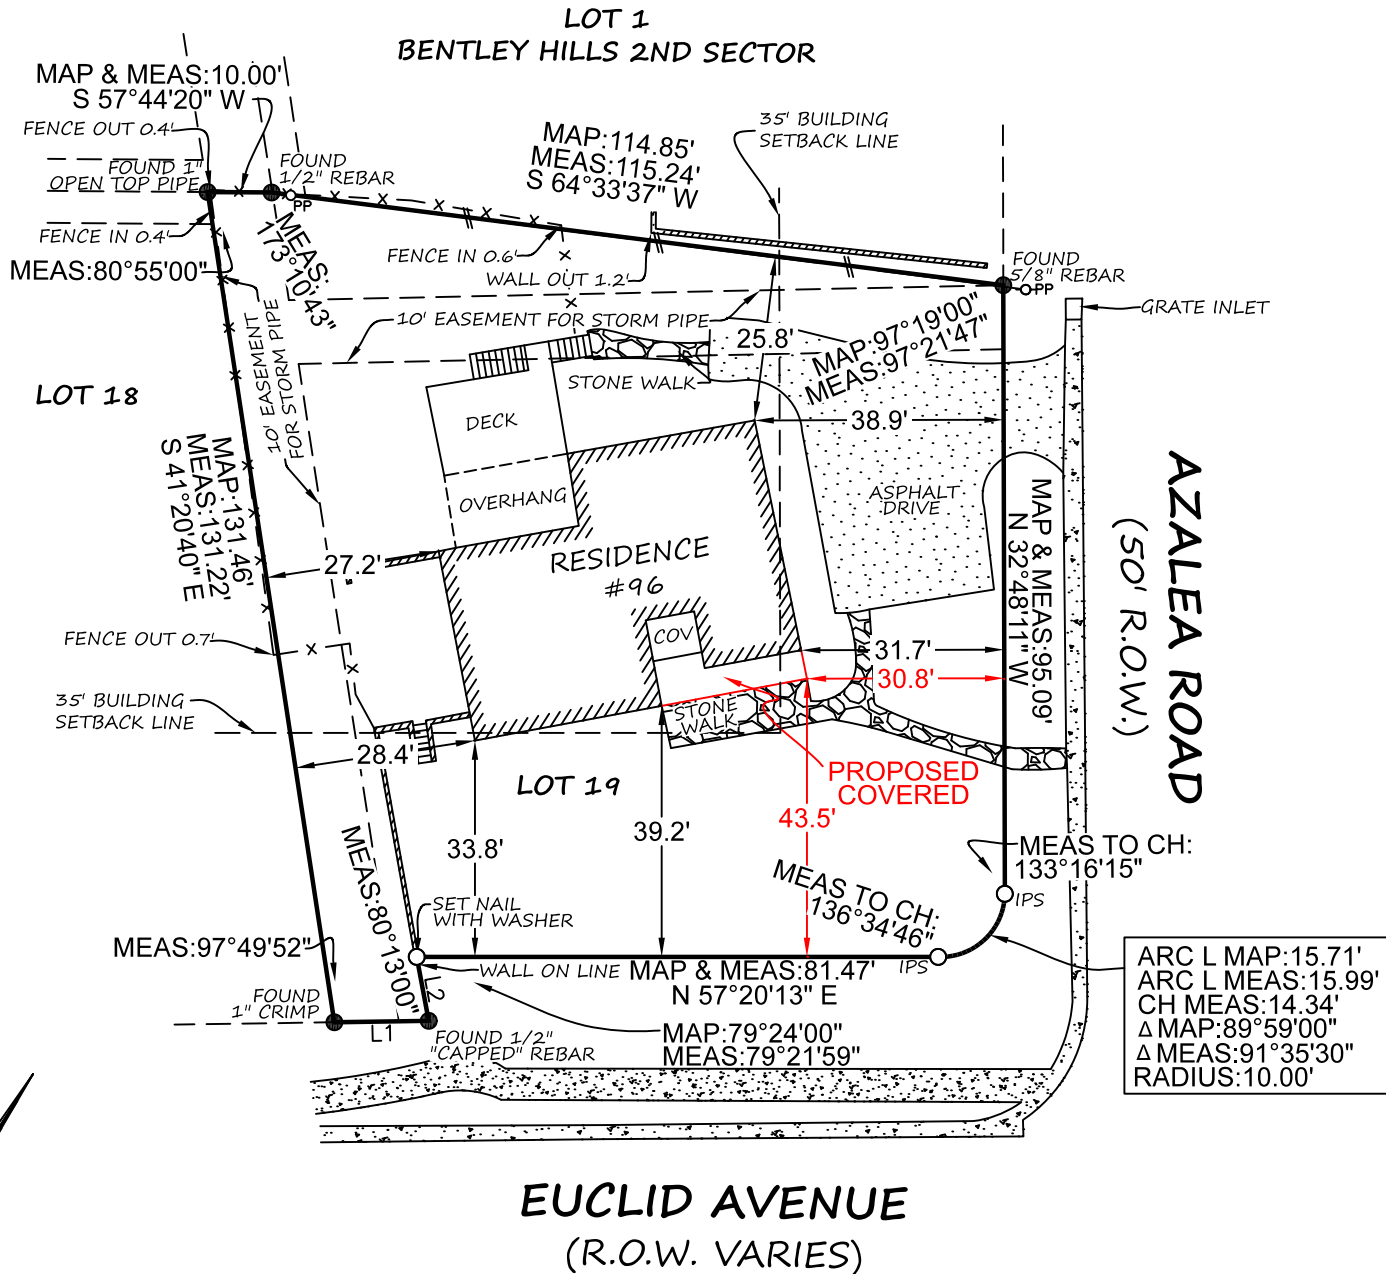 LOT 1
BENTLEY HILLS 2ND SECTOR
MAP & MEAS:10.00'
S 57°44'20" W
FENCE OUT 0.4'
FOUND 1"
OPEN TOP PIPE
FOUND
1/2" REBAR
PP
MAP:114.85'
MEAS:115.24'
S 64°33'37" W
35' BUILDING
SETBACK LINE
FENCE IN 0.4'
MEAS:80°55'00"
MEAS:
173°10'43"
FENCE IN 0.6'
WALL OUT 1.2'
FOUND
5/8" REBAR
PP
GRATE INLET
10' EASEMENT
FOR STORM PIPE
10' EASEMENT FOR STORM PIPE
25.8'
MAP:97°19'00"
MEAS:97°21'47"
STONE WALK
LOT 18
DECK
38.9'
MAP:131.46'
MEAS:131.22'
S 41°20'40" E
OVERHANG
ASPHALT
DRIVE
MAP & MEAS:95.09'
N 32°48'11" W
AZALEA ROAD
(50' R.O.W.)
RESIDENCE
#96
27.2'
COV
FENCE OUT 0.7'
31.7'
30.8'
35' BUILDING
SETBACK LINE
STONE
WALK
28.4'
LOT 19
PROPOSED
COVERED
33.8'
39.2'
43.5'
MEAS TO CH:
133°16'15"
IPS
MEAS:80°13'00"
MEAS TO CH:
136°34'46"
SET NAIL
WITH WASHER
MEAS:97°49'52"
WALL ON LINE
MAP & MEAS:81.47'
N 57°20'13" E
IPS
ARC L MAP:15.71'
ARC L MEAS:15.99'
CH MEAS:14.34'
Δ MAP:89°59'00"
Δ MEAS:91°35'30"
RADIUS:10.00'
FOUND
1" CRIMP
L2
L1
FOUND 1/2"
"CAPPED" REBAR
MAP:79°24'00"
MEAS:79°21'59"
EUCLID AVENUE
(R.O.W. VARIES)